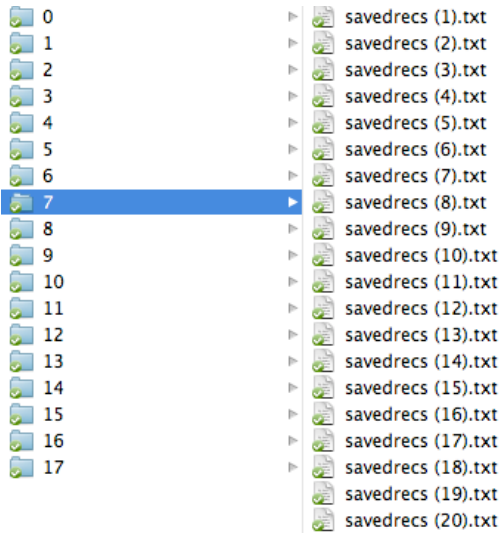 0
1
2
3
4
5
6
7
8
9
10
11
12
13
14
15
16
17
savedrecs (1).txt
savedrecs (2).txt
savedrecs (3).txt
savedrecs (4).txt
savedrecs (5).txt
savedrecs (6).txt
savedrecs (7).txt
savedrecs (8).txt
savedrecs (9).txt
savedrecs (10).txt
savedrecs (11).txt
savedrecs (12).txt
savedrecs (13).txt
savedrecs (14).txt
savedrecs (15).txt
savedrecs (16).txt
savedrecs (17).txt
savedrecs (18).txt
savedrecs (19).txt
savedrecs (20).txt